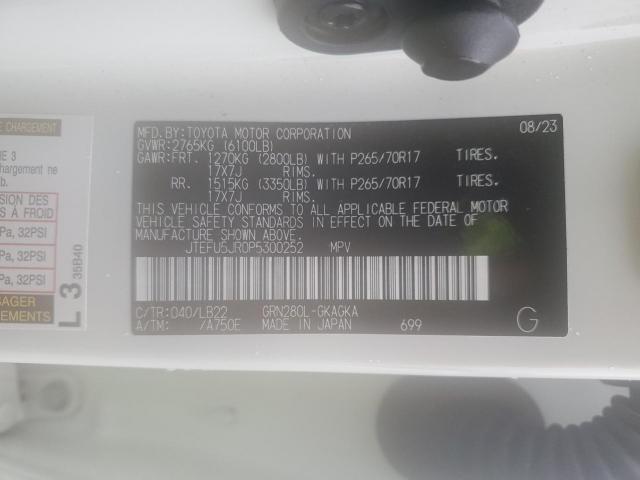 MFD. BY:TOYOTA MOTOR CORPORATION 08/23
GVWR:2765KG (6100LB)
GAWR:FRT. 1270KG (2800LB) WITH P265/70R17 TIRES.
17X7J RIMS.
RR. 1515KG (3350LB) WITH P265/70R17 TIRES.
17X7J RIMS.
THIS VEHICLE CONFORMS TO ALL APPLICABLE FEDERAL MOTOR
VEHICLE SAFETY STANDARDS IN EFFECT ON THE DATE OF
MANUFACTURE SHOWN ABOVE.
JTEFU5JR0P5300252 MPV
C/TR:040/LB22 GRN280L-GKAGKA
A/TM: /A750E MADE IN JAPAN 699 G
E CHARGE
E 3
chargement ne
b.
SION DES
S À FROID
Pa, 32PSI
Pa, 32PSI
Pa, 32PSI
SAGER
EMENTS
L 3
35B40